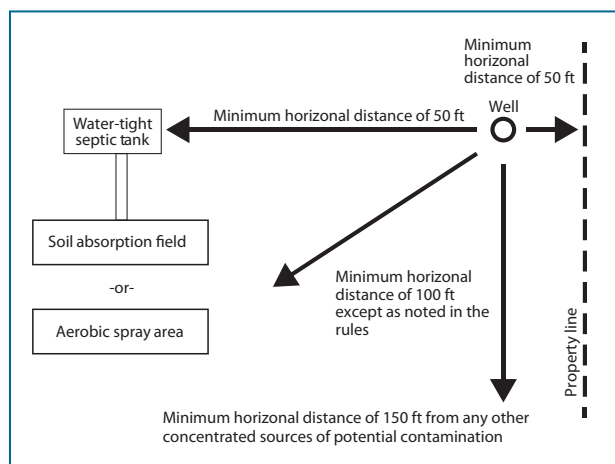 Minimum
horizonal
distance of 50 ft
Well
Minimum horizonal distance of 50 ft
Water-tight
septic tank
Soil absorption field
-or-
Aerobic spray area
Minimum horizonal
distance of 100 ft
except as noted in the
rules
Property line
Minimum horizonal distance of 150 ft from any other
concentrated sources of potential contamination